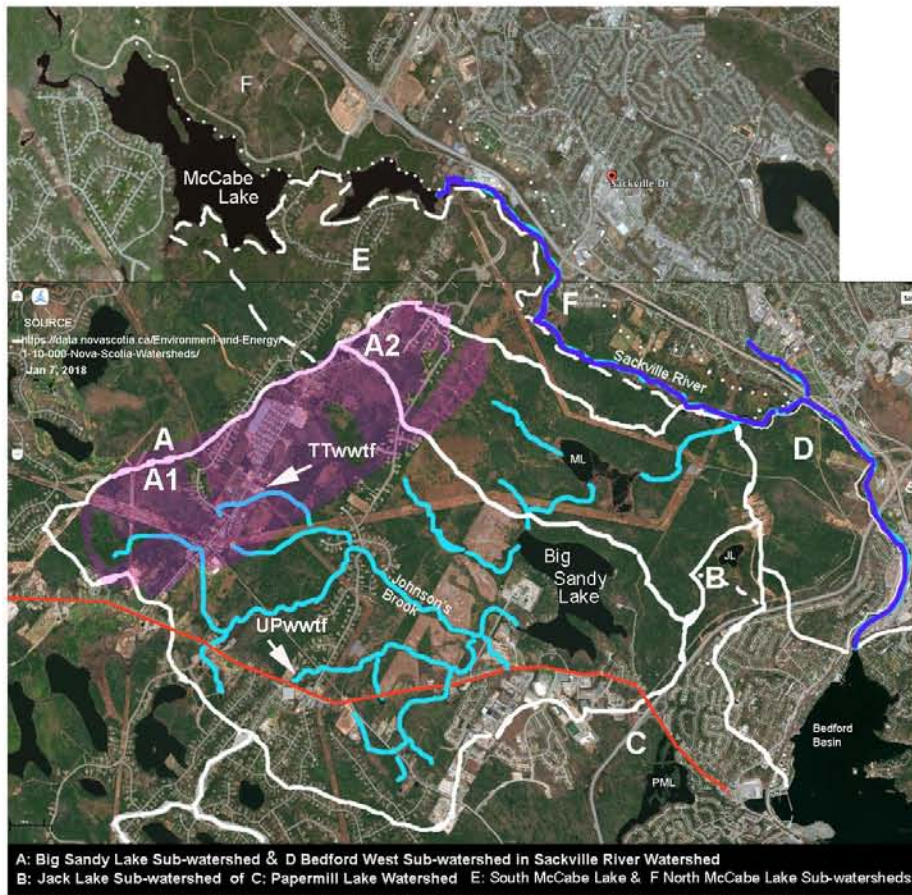 F
McCabe
Lake
Sackville Dr
E
F
SOURCE:
https://data.novascotia.ca/Environment-and-Energy/
1-10-000-Nova-Scotia-Watersheds/
Jan 7, 2018
A2
Sackville River
A
A1
TTwwtf
ML
D
Big
Sandy
Lake
JL
B
Johnson's
Brook
UPwwtf
C
Bedford
Basin
PML
A: Big Sandy Lake Sub-watershed & D Bedford West Sub-watershed in Sackville River Watershed
B: Jack Lake Sub-watershed of C: Papermill Lake Watershed E: South McCabe Lake & F North McCabe Lake Sub-watersheds